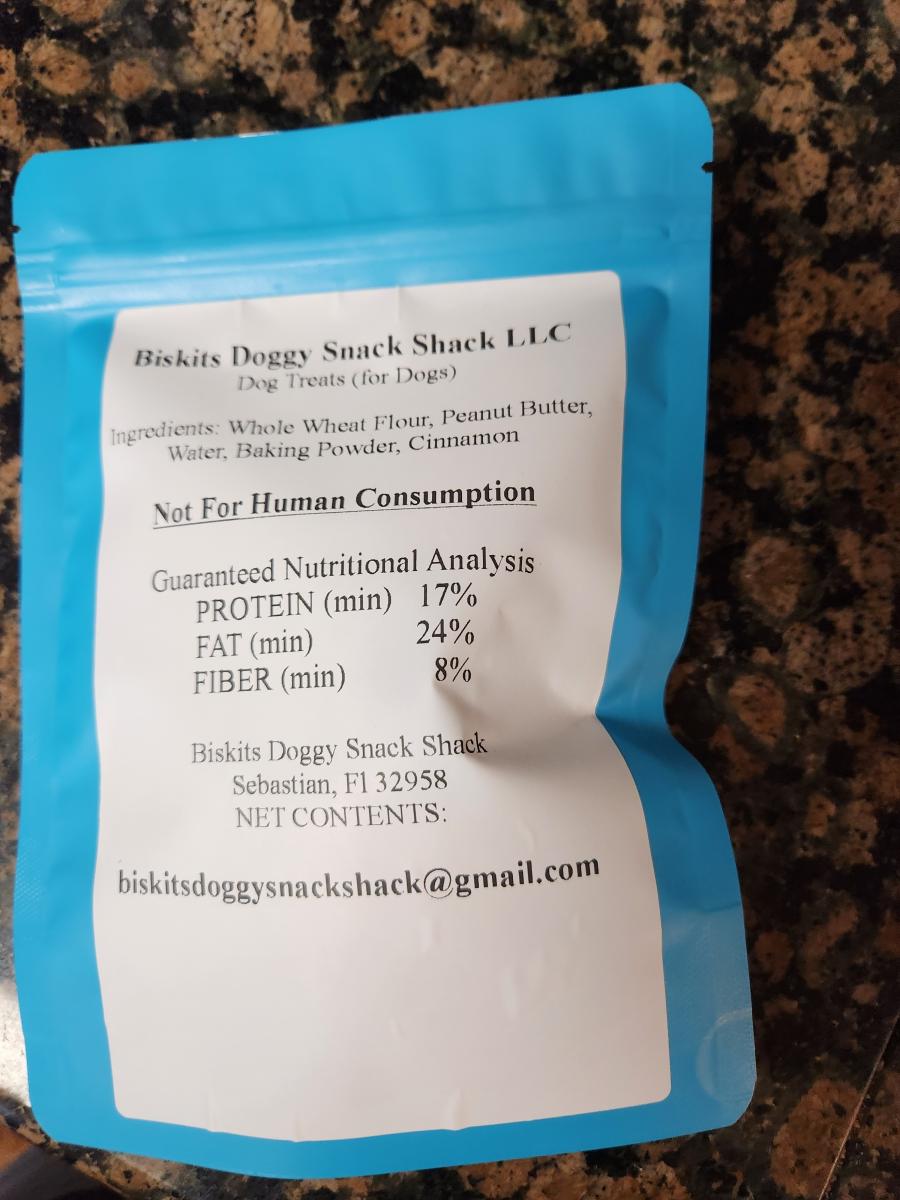 Biskits Doggy Snack Shack LLC
Dog Treats (for Dogs)
Ingredients: Whole Wheat Flour, Peanut Butter,
Water, Baking Powder, Cinnamon
Not For Human Consumption
Guaranteed Nutritional Analysis
PROTEIN (min) 17%
FAT (min) 24%
FIBER (min) 8%
Biskits Doggy Snack Shack
Sebastian, Fl 32958
NET CONTENTS:
biskitsdoggysnackshack@gmail.com